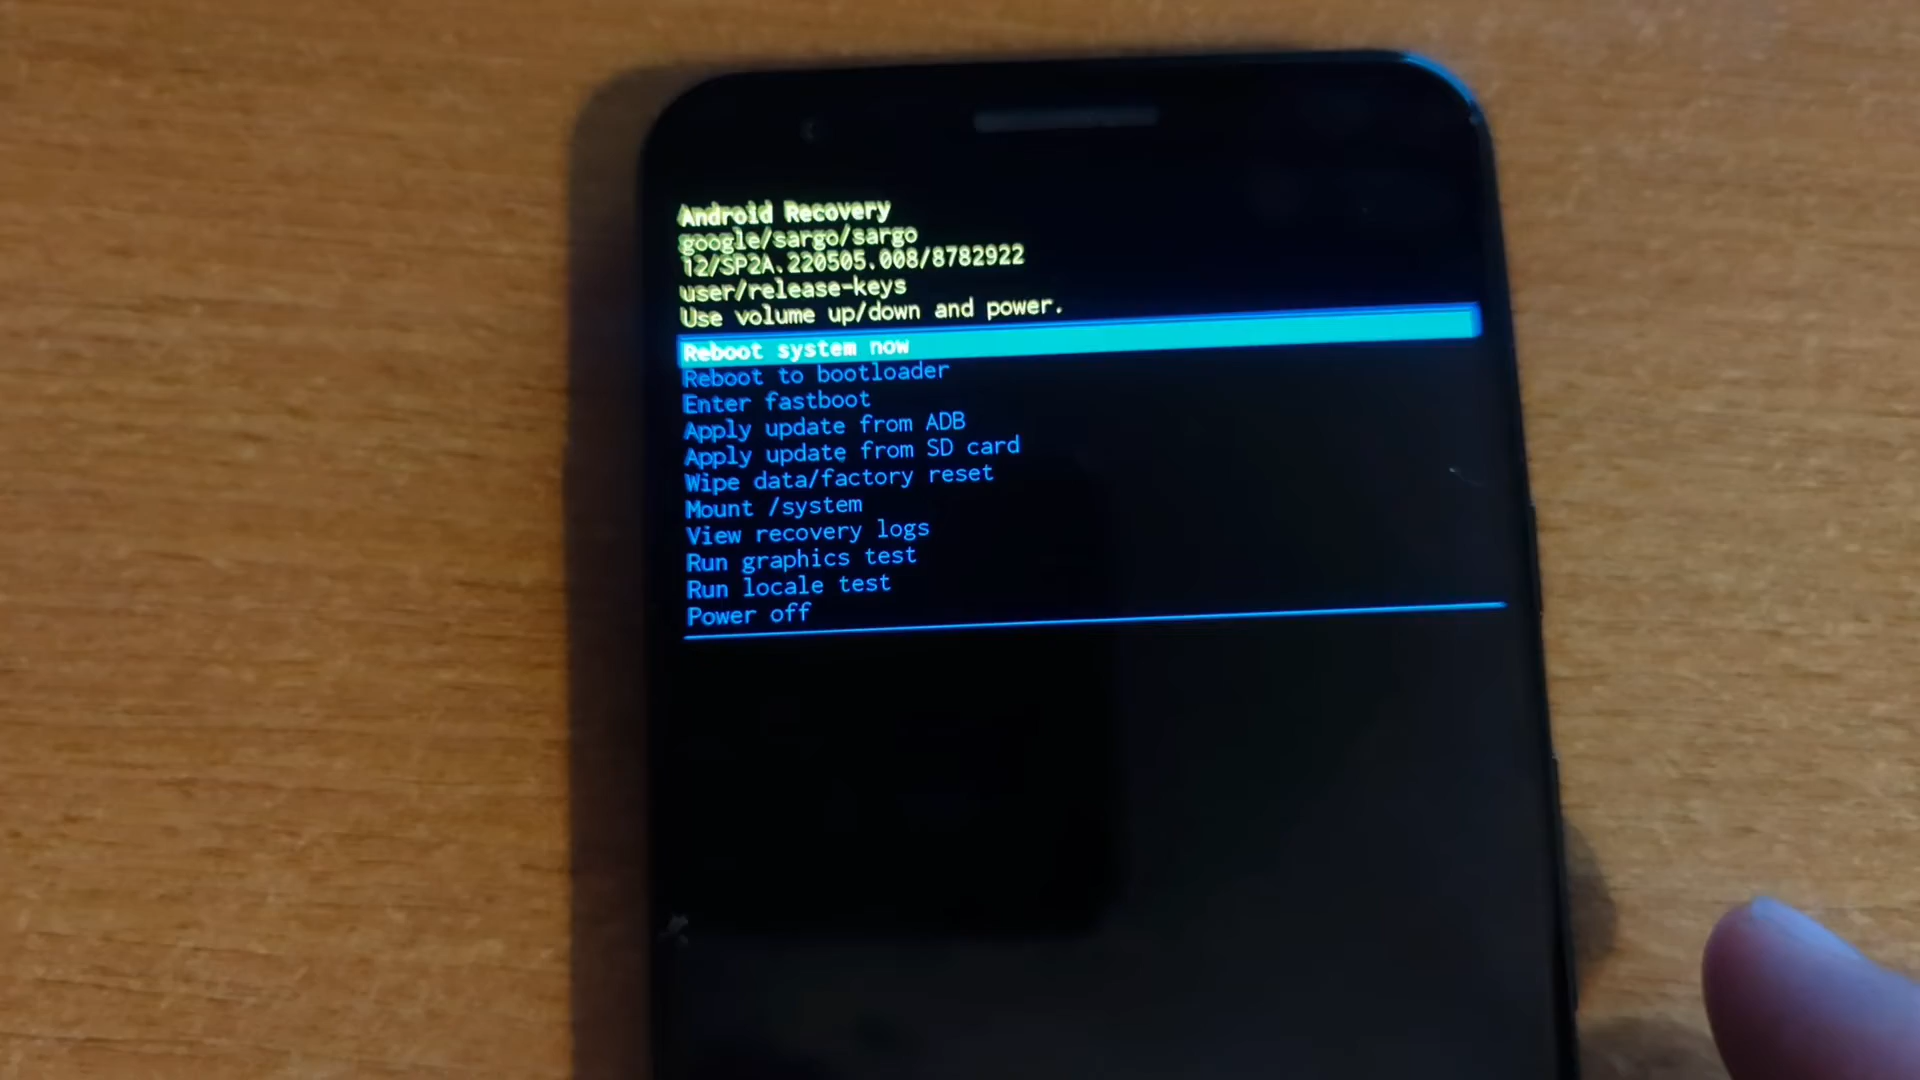 Android Recovery
google/sargo/sargo
12/SP2A.220505.008/8782922
user/release-keys
Use volume up/down and power.
Reboot system now
Reboot to bootloader
Enter fastboot
Apply update from ADB
Apply update from SD card
Wipe data/factory reset
Mount /system
View recovery logs
Run graphics test
Run locale test
Power off